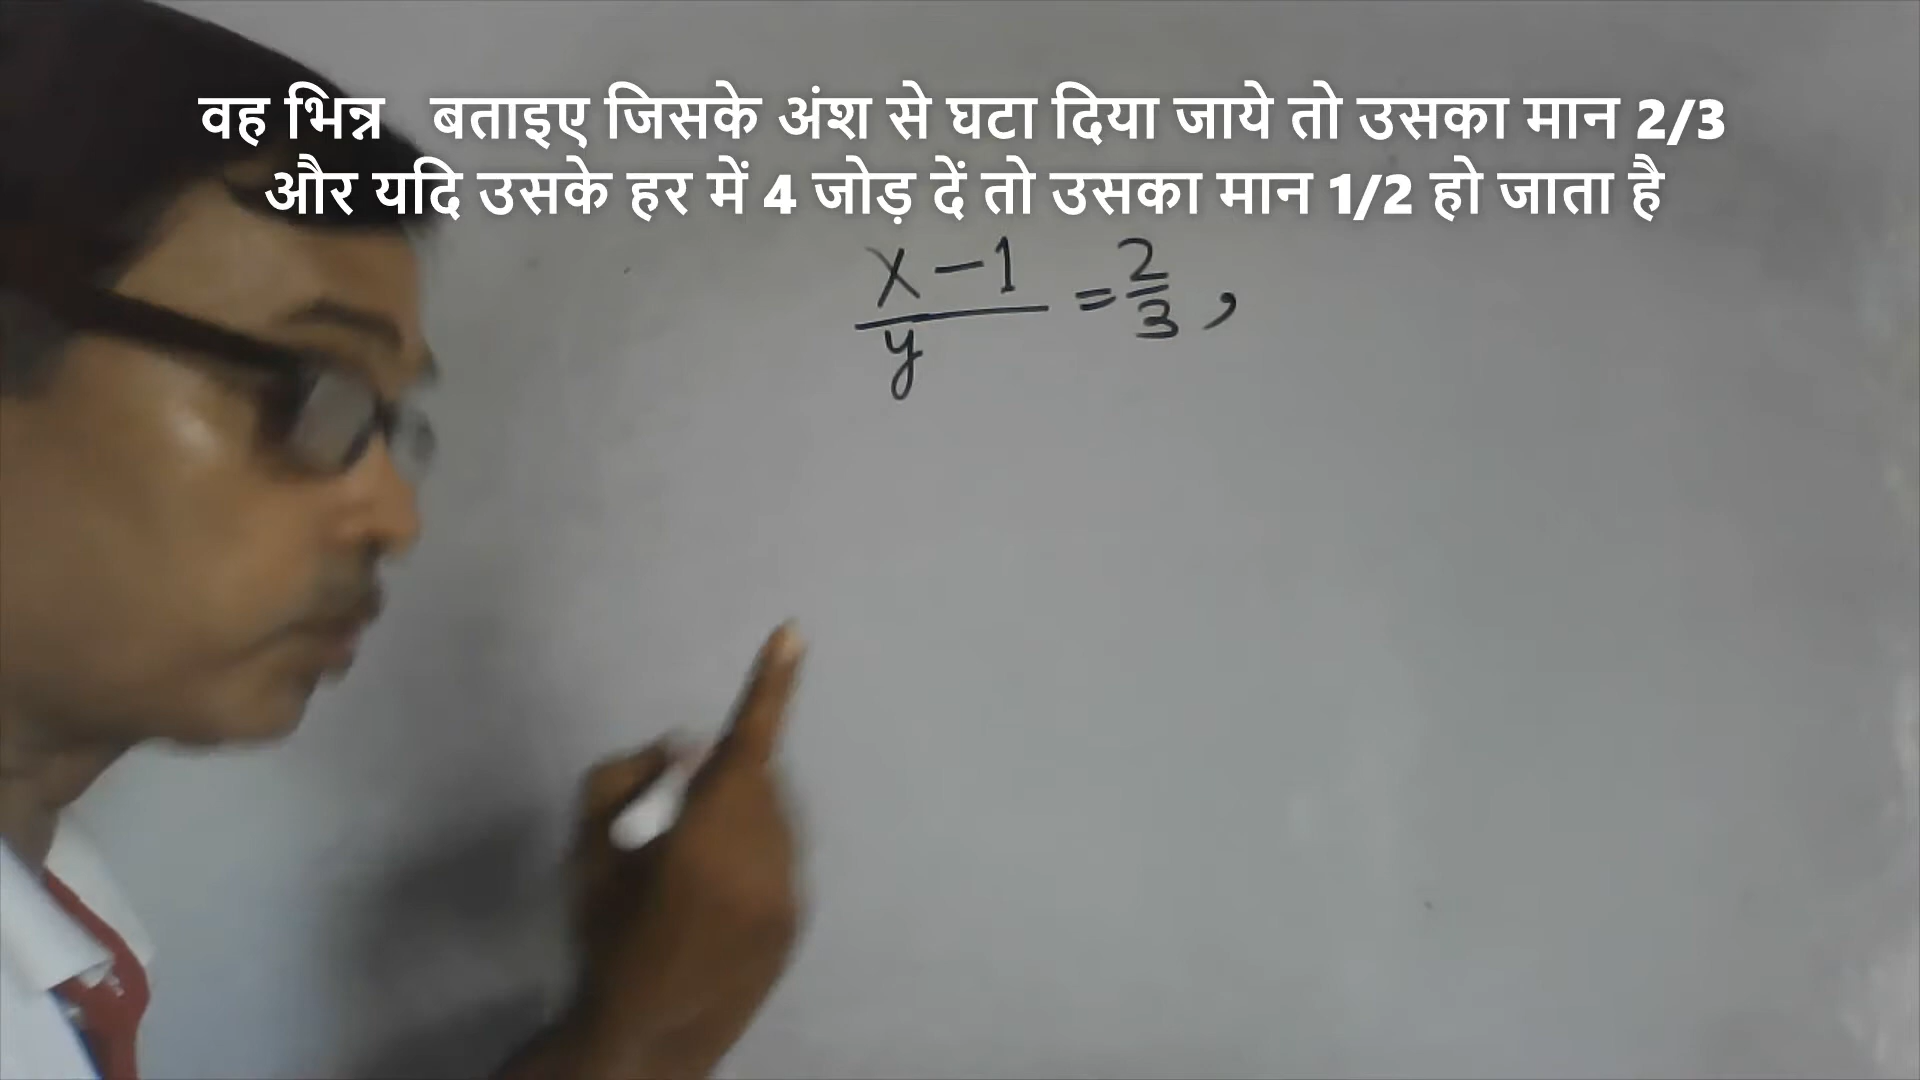 वह भिन्न बताइए जिसके अंश से घटा दिया जाये तो उसका मान 2/3
और यदि उसके हर में 4 जोड़ दें तो उसका मान 1/2 हो जाता है
x-1/y = 2/3 ,